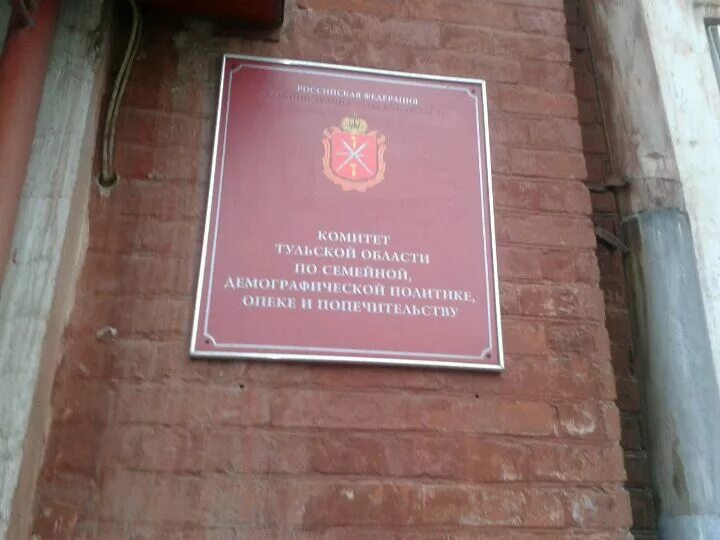 РОССИЙСКАЯ ФЕДЕРАЦИЯ
КОМИТЕТ
ТУЛЬСКОЙ ОБЛАСТИ
ПО СЕМЕЙНОЙ,
ДЕМОГРАФИЧЕСКОЙ ПОЛИТИКЕ,
ОПЕКЕ И ПОПЕЧИТЕЛЬСТВУ